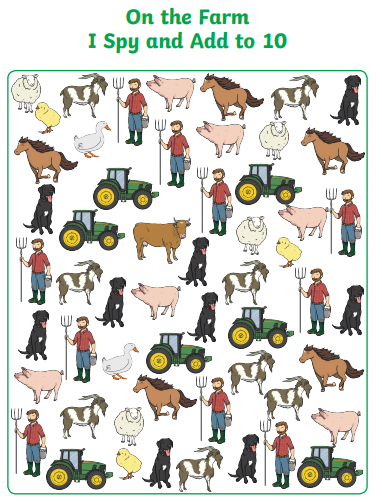 On the Farm
I Spy and Add to 10